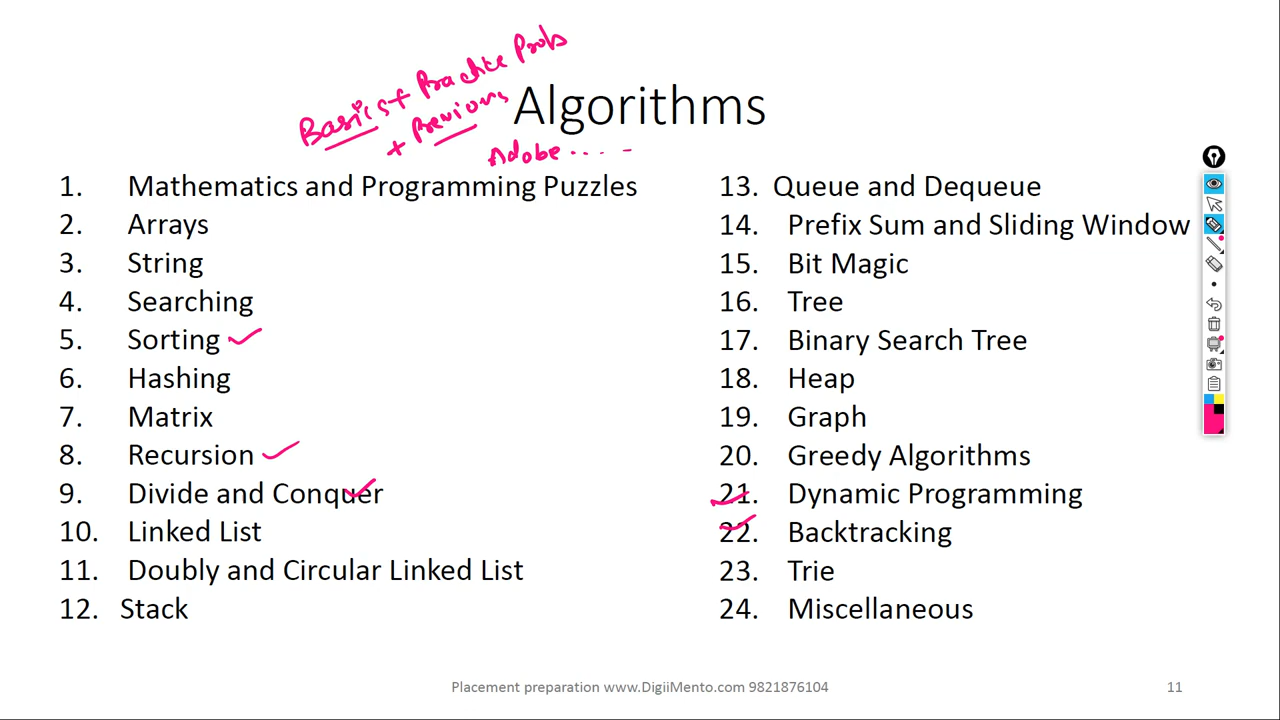 Basics + Practice Probs
+ Previous
Adobe .....
Algorithms
1. Mathematics and Programming Puzzles
2. Arrays
3. String
4. Searching
5. Sorting
6. Hashing
7. Matrix
8. Recursion
9. Divide and Conquer
10. Linked List
11. Doubly and Circular Linked List
12. Stack
13. Queue and Dequeue
14. Prefix Sum and Sliding Window
15. Bit Magic
16. Tree
17. Binary Search Tree
18. Heap
19. Graph
20. Greedy Algorithms
21. Dynamic Programming
22. Backtracking
23. Trie
24. Miscellaneous
Placement preparation www.DigiiMento.com 9821876104
11